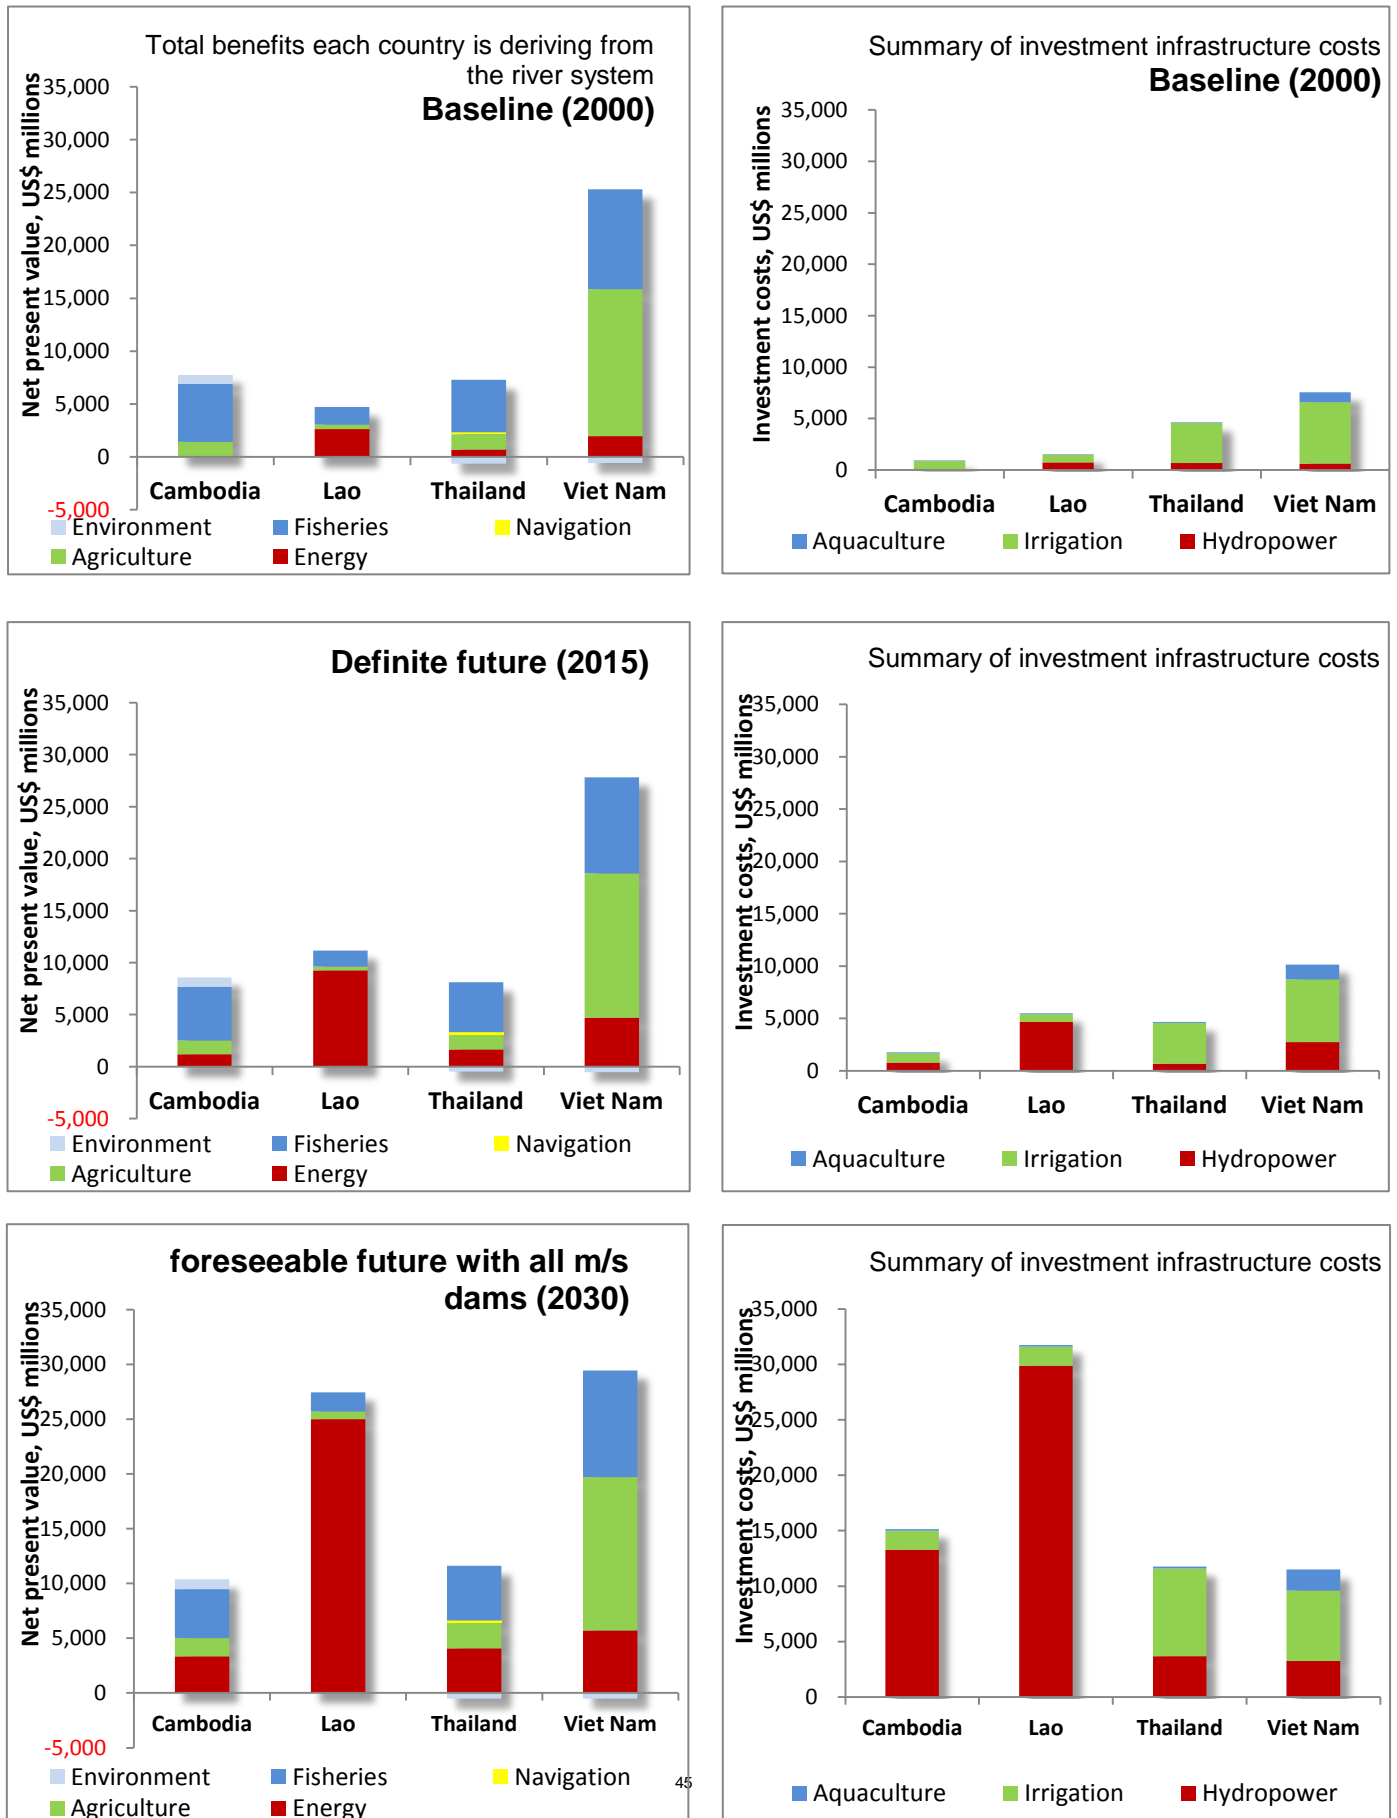 Total benefits each country is deriving from
the river system
Baseline (2000)
Net present value, US$ millions
35,000
30,000
25,000
20,000
15,000
10,000
5,000
0
-5,000
Cambodia Lao Thailand Viet Nam
Environment Fisheries Navigation
Agriculture Energy
Summary of investment infrastructure costs
Baseline (2000)
Investment costs, US$ millions
35,000
30,000
25,000
20,000
15,000
10,000
5,000
0
Cambodia Lao Thailand Viet Nam
Aquaculture Irrigation Hydropower
Definite future (2015)
Net present value, US$ millions
35,000
30,000
25,000
20,000
15,000
10,000
5,000
0
-5,000
Cambodia Lao Thailand Viet Nam
Environment Fisheries Navigation
Agriculture Energy
Summary of investment infrastructure costs
Investment costs, US$ millions
35,000
30,000
25,000
20,000
15,000
10,000
5,000
0
Cambodia Lao Thailand Viet Nam
Aquaculture Irrigation Hydropower
foreseeable future with all m/s
dams (2030)
Net present value, US$ millions
35,000
30,000
25,000
20,000
15,000
10,000
5,000
0
-5,000
Cambodia Lao Thailand Viet Nam
Environment Fisheries Navigation
Agriculture Energy
45
Summary of investment infrastructure costs
Investment costs, US$ millions
35,000
30,000
25,000
20,000
15,000
10,000
5,000
0
Cambodia Lao Thailand Viet Nam
Aquaculture Irrigation Hydropower